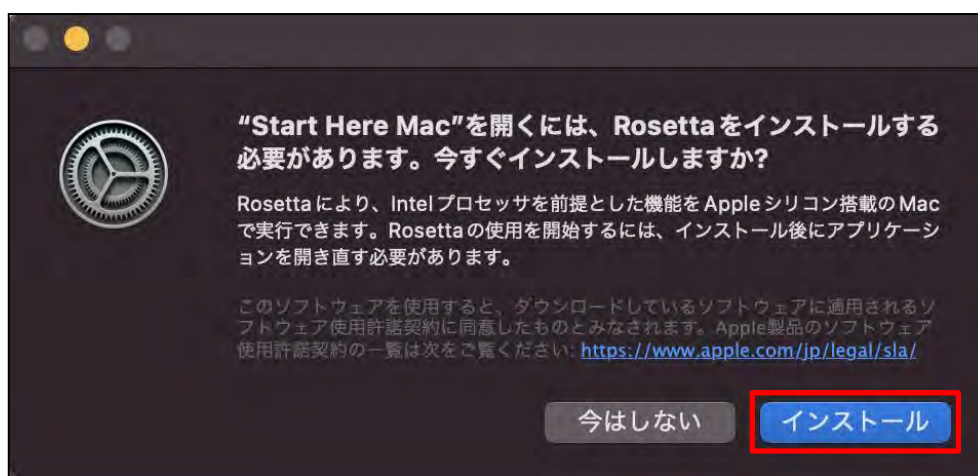 “Start Here Mac”を開くには、Rosettaをインストールする
必要があります。今すぐインストールしますか?
Rosettaにより、Intelプロセッサを前提とした機能をAppleシリコン搭載のMac
で実行できます。Rosettaの使用を開始するには、インストール後にアプリケーシ
ョンを開き直す必要があります。
このソフトウェアを使用すると、ダウンロードしているソフトウェアに適用されるソ
フトウェア使用許諾契約に同意したものとみなされます。Apple製品のソフトウェア
使用許諾契約の一覧は次をご覧ください: https://www.apple.com/jp/legal/sla/
今はしない
インストール